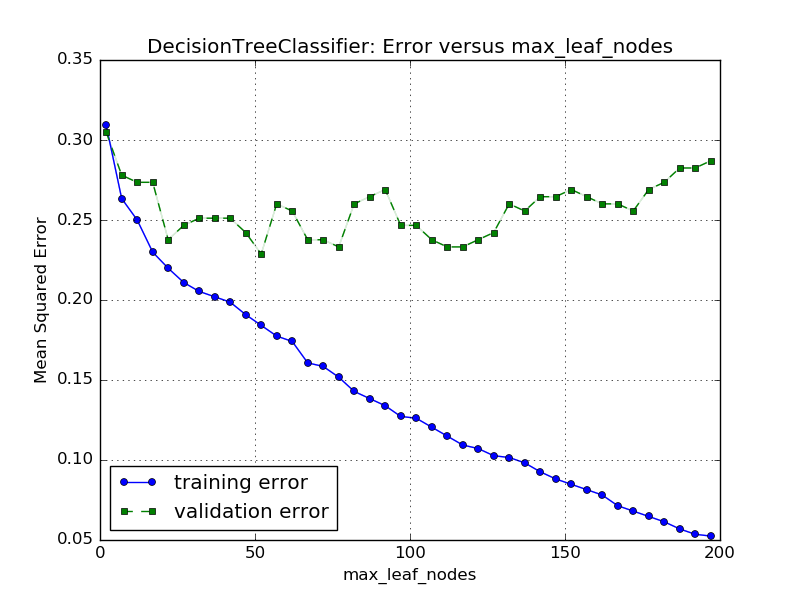 DecisionTreeClassifier: Error versus max_leaf_nodes
0.35
0.30
0.25
0.20
0.15
0.10
0.05
Mean Squared Error
training error
validation error
0 50 100 150 200
max_leaf_nodes